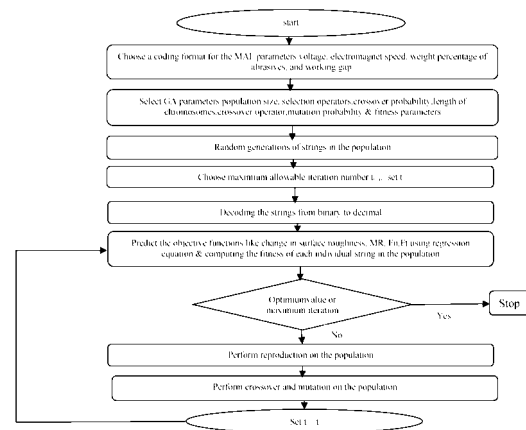 start
Choose a coding format for the MAF parameters voltage, electromagnet speed, weight percentage of
abrasives, and working gap
Select GA parameters population size, selection operators,crossover probability,length of
chromosomes,crossover operator,mutation probability & fitness parameters
Random generations of strings in the population
Choose maximum allowable iteration number t set t
Decoding the strings from binary to decimal
Predict the objective functions like change in surface roughness, MR, Fn,Ft using regression
equation & computing the fitness of each individual string in the population
Optimum value or
maximum iteration
Yes
Stop
No
Perform reproduction on the population
Perform crossover and mutation on the population
Set t t